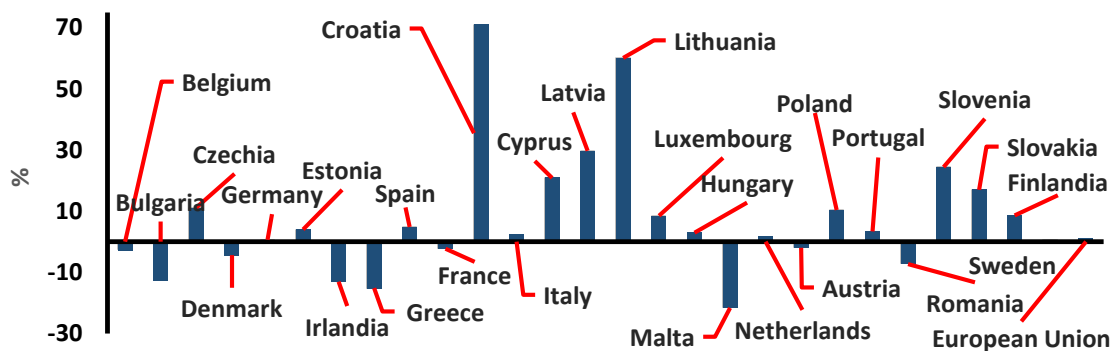 70
50
30
10
-10
-30
%
Belgium
Bulgaria
Czechia
Denmark
Germany
Estonia
Irlandia
Greece
Spain
France
Croatia
Italy
Cyprus
Latvia
Lithuania
Luxembourg
Hungary
Malta
Netherlands
Austria
Poland
Portugal
Romania
Slovenia
Slovakia
Finlandia
Sweden
European Union